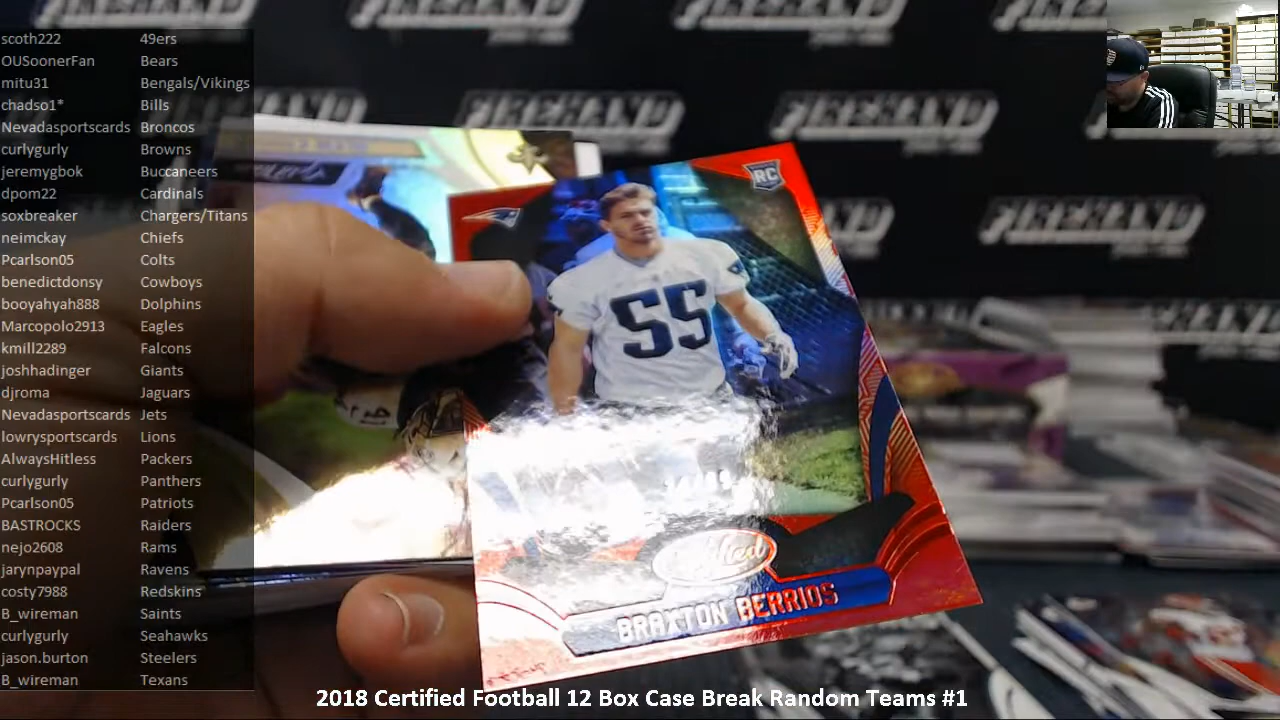 scoth222 49ers
OUSoonerFan Bears
mitu31 Bengals/Vikings
chadso1* Bills
Nevadasportscards Broncos
curlygurly Browns
jeremygbok Buccaneers
dpom22 Cardinals
soxbreaker Chargers/Titans
neimckay Chiefs
Pcarlson05 Colts
benedictdonsy Cowboys
booyahyah888 Dolphins
Marcopolo2913 Eagles
kmill2289 Falcons
joshhadinger Giants
djroma Jaguars
Nevadasportscards Jets
lowrysportscards Lions
AlwaysHitless Packers
curlygurly Panthers
Pcarlson05 Patriots
BASTROCKS Raiders
nejo2608 Rams
jarynpaypal Ravens
costy7988 Redskins
B_wireman Saints
curlygurly Seahawks
jason.burton Steelers
B_wireman Texans
RC
55
Certified
BRAXTON BERRIOS
FIREHAND
2018 Certified Football 12 Box Case Break Random Teams #1